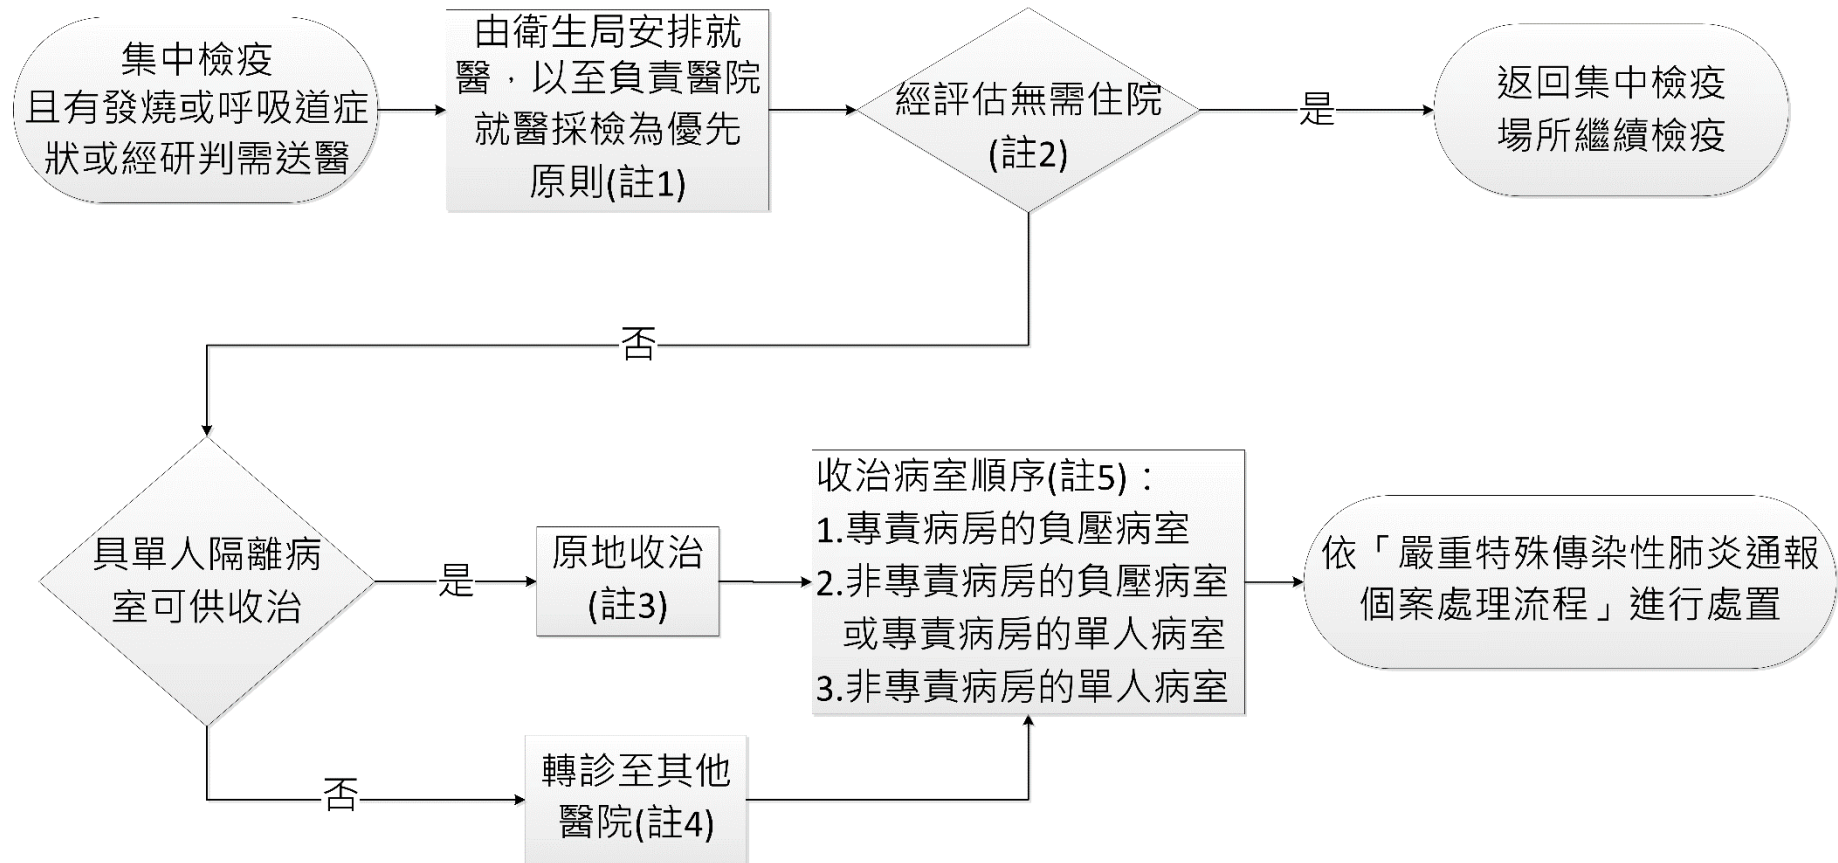 集中檢疫
且有發燒或呼吸道症
狀或經研判需送醫
由衛生局安排就
醫，以至負責醫院
就醫採檢為優先
原則(註1)
經評估無需住院
(註2)
是
返回集中檢疫
場所繼續檢疫
否
具單人隔離病
室可供收治
是
原地收治
(註3)
收治病室順序(註5)：
1.專責病房的負壓病室
2.非專責病房的負壓病室
或專責病房的單人病室
3.非專責病房的單人病室
依「嚴重特殊傳染性肺炎通報
個案處理流程」進行處置
否
轉診至其他
醫院(註4)